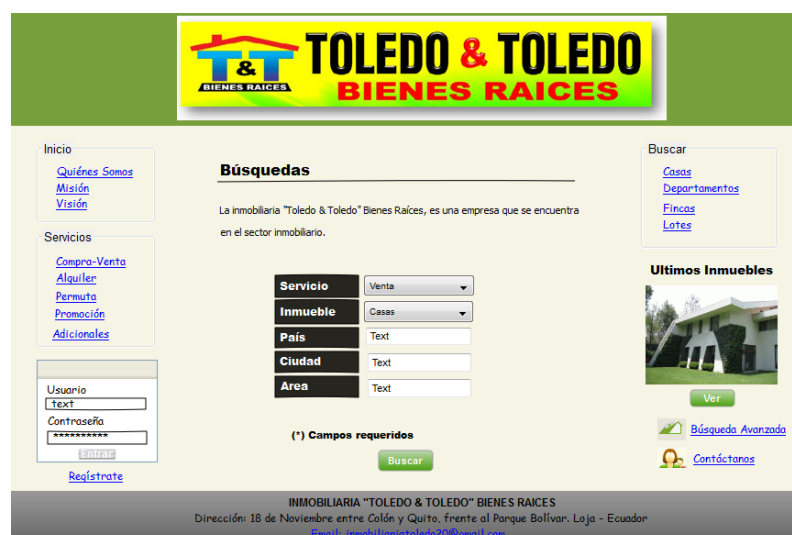 TOLEDO & TOLEDO
T&T
BIENES RAICES
BIENES RAICES
Inicio
Quiénes Somos
Misión
Visión
Servicios
Compra-Venta
Alquiler
Permuta
Promoción
Adicionales
Usuario
text
Contraseña
**********
Entrar
Regístrate
Búsquedas
La inmobiliaria "Toledo & Toledo" Bienes Raíces, es una empresa que se encuentra
en el sector inmobiliario.
Servicio Venta
Inmueble Casas
País Text
Ciudad Text
Area Text
(*) Campos requeridos
Buscar
Buscar
Casas
Departamentos
Fincas
Lotes
Ultimos Inmuebles
Ver
Búsqueda Avanzada
Contáctanos
INMOBILIARIA "TOLEDO & TOLEDO" BIENES RAICES
Dirección: 18 de Noviembre entre Colón y Quito, frente al Parque Bolívar. Loja - Ecuador
Email: inmobiliariatoledo20@gmail.com